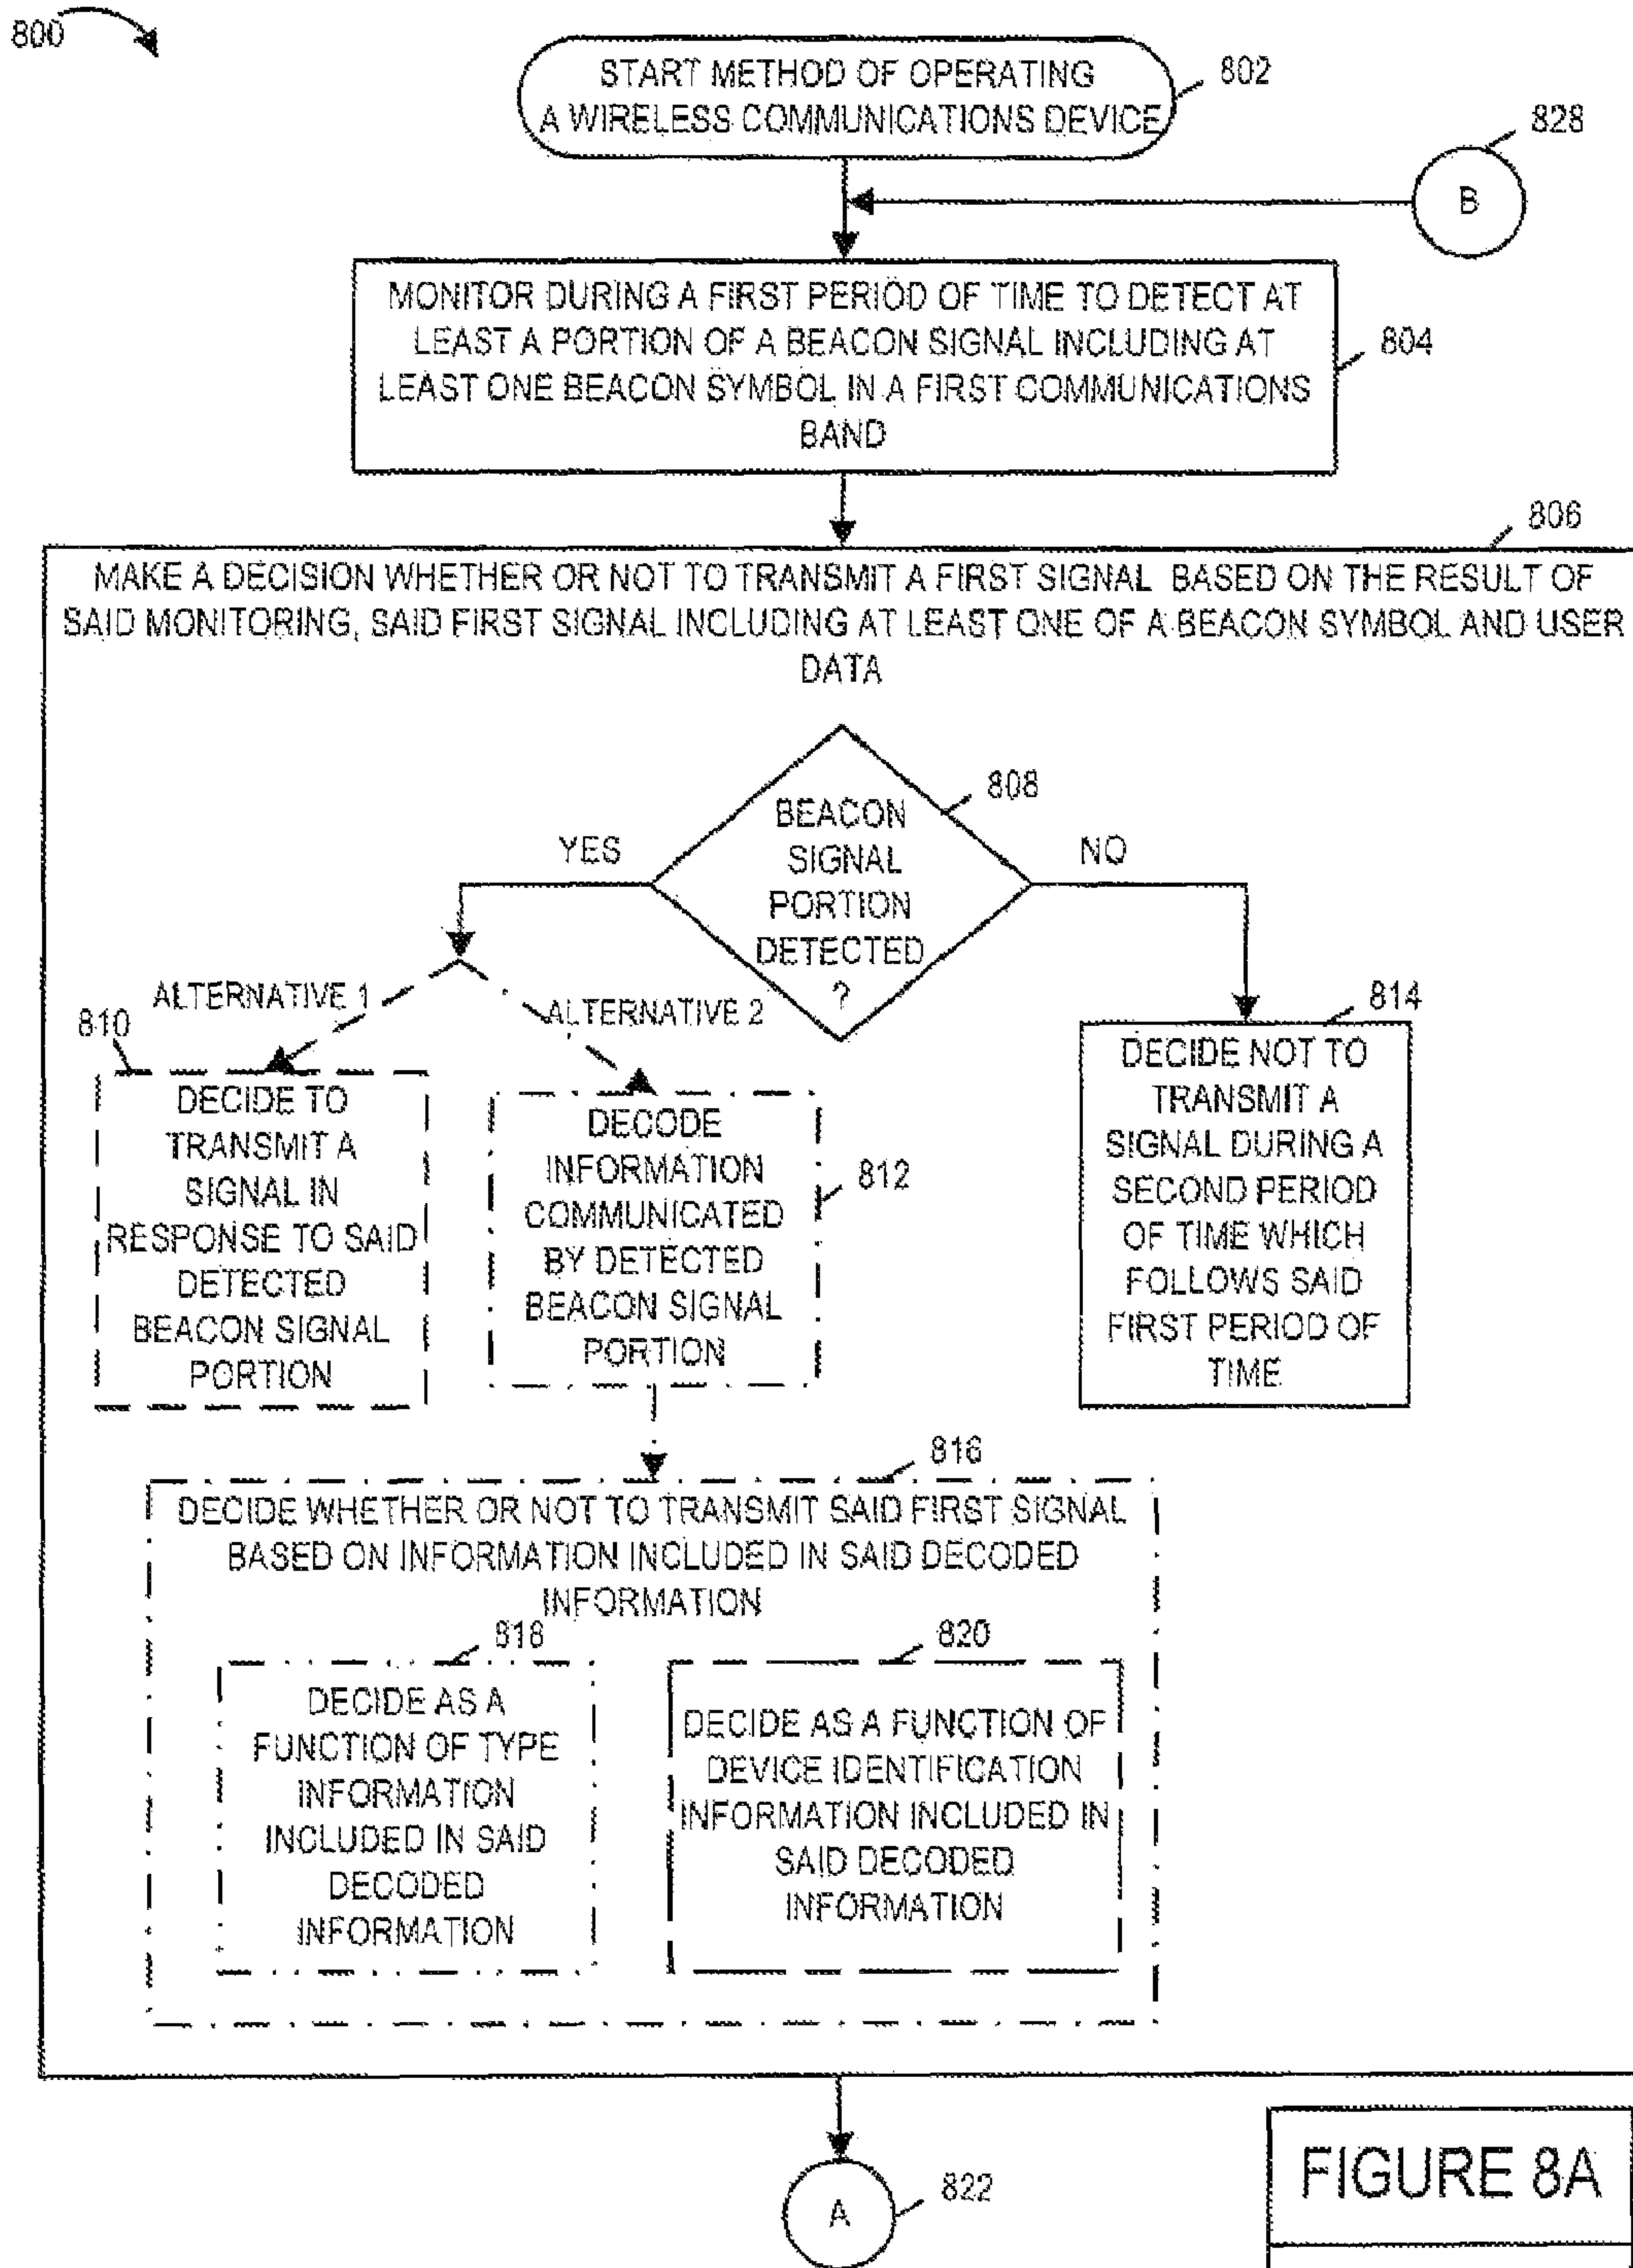 800
START METHOD OF OPERATING
A WIRELESS COMMUNICATIONS DEVICE
802
828
B
MONITOR DURING A FIRST PERIOD OF TIME TO DETECT AT
LEAST A PORTION OF A BEACON SIGNAL INCLUDING AT
LEAST ONE BEACON SYMBOL IN A FIRST COMMUNICATIONS
BAND
804
806
MAKE A DECISION WHETHER OR NOT TO TRANSMIT A FIRST SIGNAL BASED ON THE RESULT OF
SAID MONITORING, SAID FIRST SIGNAL INCLUDING AT LEAST ONE OF A BEACON SYMBOL AND USER
DATA
808
BEACON
SIGNAL
PORTION
DETECTED
?
YES
NO
ALTERNATIVE 1
ALTERNATIVE 2
810
DECIDE TO
TRANSMIT A
SIGNAL IN
RESPONSE TO SAID
DETECTED
BEACON SIGNAL
PORTION
DECODE
INFORMATION
COMMUNICATED
BY DETECTED
BEACON SIGNAL
PORTION
812
814
DECIDE NOT TO
TRANSMIT A
SIGNAL DURING A
SECOND PERIOD
OF TIME WHICH
FOLLOWS SAID
FIRST PERIOD OF
TIME
816
DECIDE WHETHER OR NOT TO TRANSMIT SAID FIRST SIGNAL
BASED ON INFORMATION INCLUDED IN SAID DECODED
INFORMATION
818
DECIDE AS A
FUNCTION OF TYPE
INFORMATION
INCLUDED IN SAID
DECODED
INFORMATION
820
DECIDE AS A FUNCTION OF
DEVICE IDENTIFICATION
INFORMATION INCLUDED IN
SAID DECODED
INFORMATION
A
822
FIGURE 8A